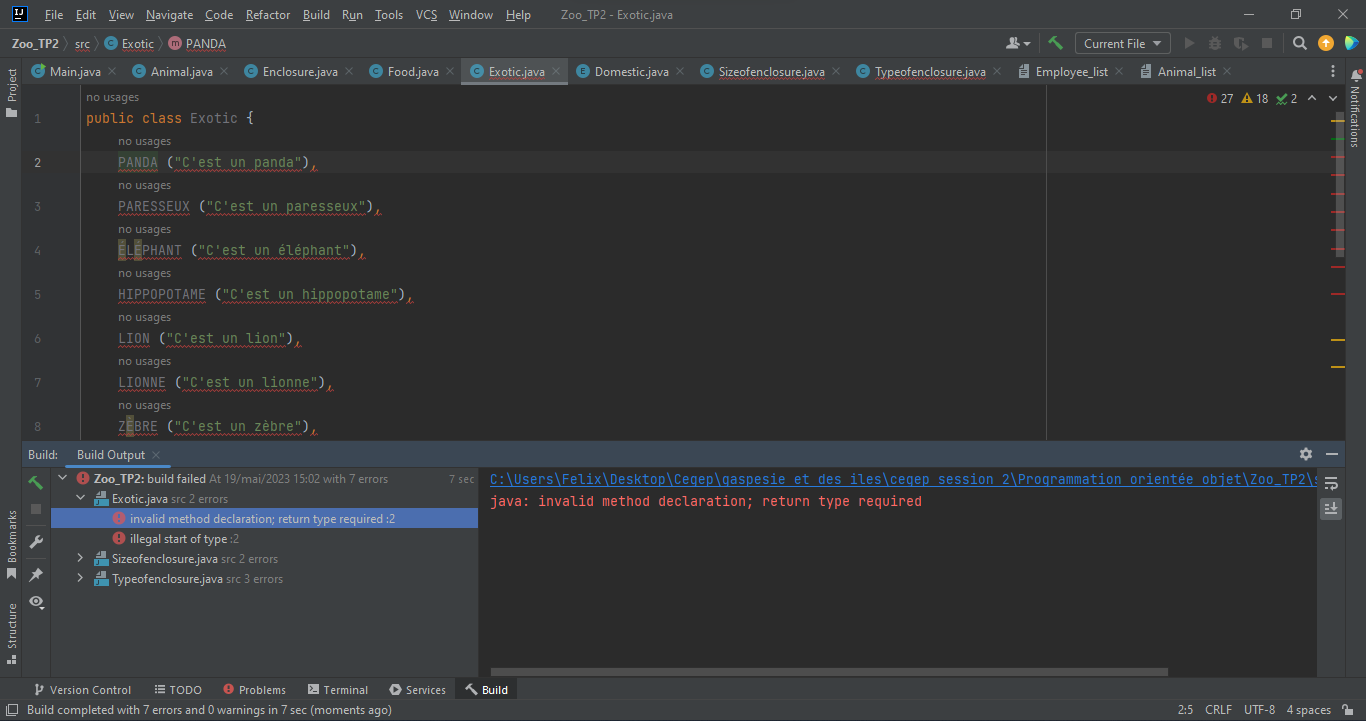 File Edit View Navigate Code Refactor Build Run Tools VCS Window Help Zoo_TP2 - Exotic.java
Zoo_TP2 src Exotic PANDA Current File
Main.java Animal.java Enclosure.java Food.java Exotic.java Domestic.java Sizeofenclosure.java Typeofenclosure.java Employee_list Animal_list
Project
Notifications
27 18 2
no usages
1 public class Exotic {
no usages
2 PANDA ("C'est un panda"),
no usages
3 PARESSEUX ("C'est un paresseux"),
no usages
4 ÉLÉPHANT ("C'est un éléphant"),
no usages
5 HIPPOPOTAME ("C'est un hippopotame"),
no usages
6 LION ("C'est un lion"),
no usages
7 LIONNE ("C'est un lionne"),
no usages
8 ZÈBRE ("C'est un zèbre"),
Build: Build Output
Zoo_TP2: build failed At 19/mai/2023 15:02 with 7 errors 7 sec
Exotic.java src 2 errors
invalid method declaration; return type required :2
illegal start of type :2
Sizeofenclosure.java src 2 errors
Typeofenclosure.java src 3 errors
C:\Users\Felix\Desktop\Cegep\gaspesie et des iles\cegep session 2\Programmation orientée objet\Zoo_TP2\s
java: invalid method declaration; return type required
Bookmarks
Structure
Version Control TODO Problems Terminal Services Build
Build completed with 7 errors and 0 warnings in 7 sec (moments ago) 2:5 CRLF UTF-8 4 spaces